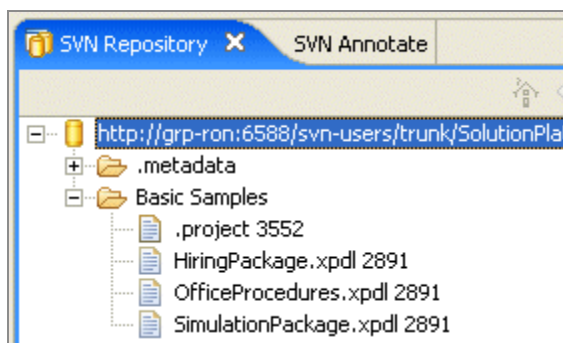 SVN Repository SVN Annotate
http://grp-ron:6588/svn-users/trunk/SolutionPla
.metadata
Basic Samples
.project 3552
HiringPackage.xpdl 2891
OfficeProcedures.xpdl 2891
SimulationPackage.xpdl 2891